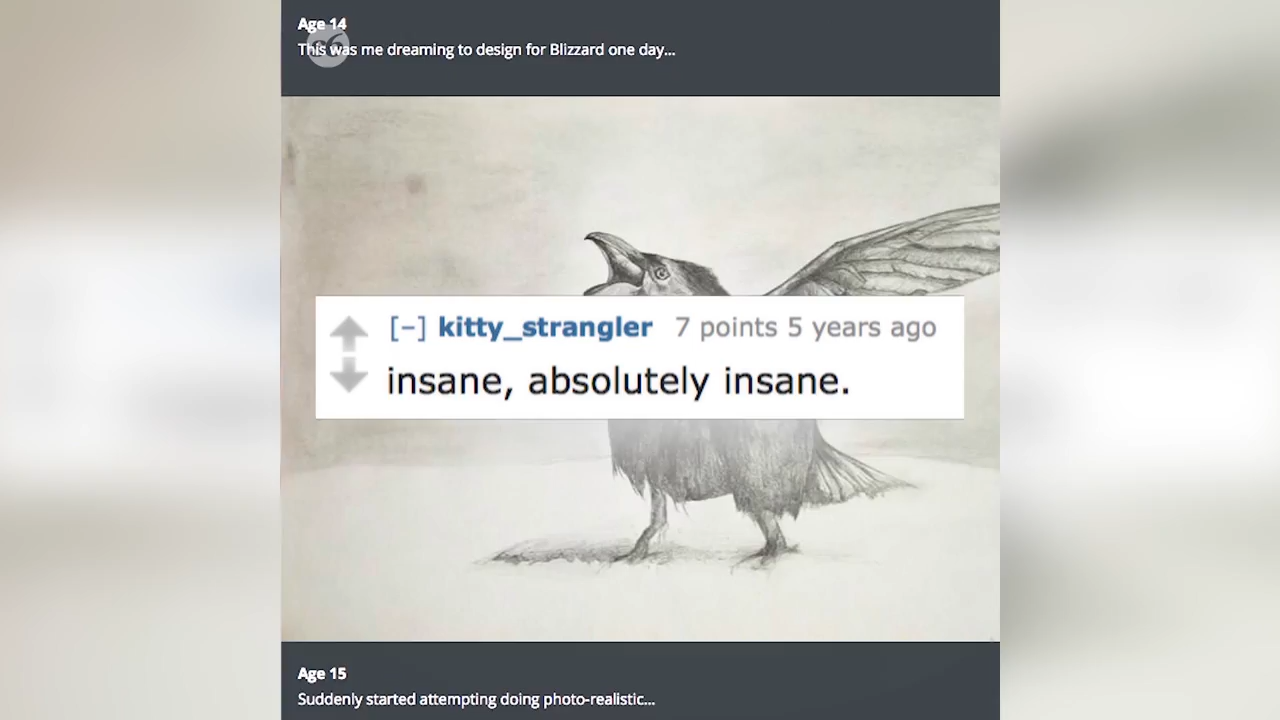 Age 14
This was me dreaming to design for Blizzard one day...
[–] kitty_strangler 7 points 5 years ago
insane, absolutely insane.
Age 15
Suddenly started attempting doing photo-realistic...